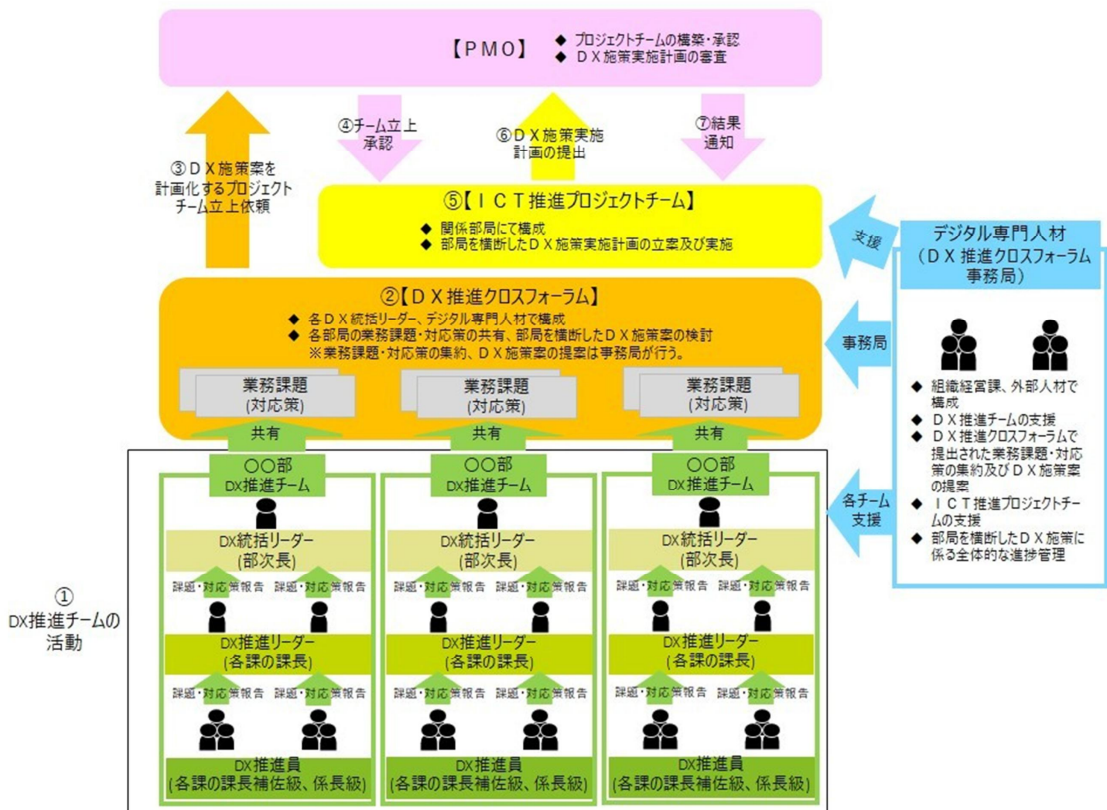 【PMO】
◆ プロジェクトチームの構築・承認
◆ DX施策実施計画の審査
③DX施策案を
計画化するプロジェクト
チーム立上依頼
④チーム立上
承認
⑥DX施策実施
計画の提出
⑦結果
通知
⑤【ICT推進プロジェクトチーム】
◆ 関係部局にて構成
◆ 部局を横断したDX施策実施計画の立案及び実施
②【DX推進クロスフォーラム】
◆ 各DX統括リーダー、デジタル専門人材で構成
◆ 各部局の業務課題・対応策の共有、部局を横断したDX施策案の検討
※業務課題・対応策の集約、DX施策案の提案は事務局が行う。
業務課題
(対応策)
業務課題
(対応策)
業務課題
(対応策)
共有
共有
共有
支援
事務局
各チーム
支援
デジタル専門人材
(DX推進クロスフォーラム
事務局)
◆ 組織経営課、外部人材で
構成
◆ DX推進チームの支援
◆ DX推進クロスフォーラムで
提出された業務課題・対応
策の集約及びDX施策案
の提案
◆ ICT推進プロジェクトチー
ムの支援
◆ 部局を横断したDX施策に
係る全体的な進捗管理
①
DX推進チームの
活動
〇〇部
DX推進チーム
DX統括リーダー
(部次長)
課題・対応策報告
課題・対応策報告
DX推進リーダー
(各課の課長)
課題・対応策報告
課題・対応策報告
DX推進員
(各課の課長補佐級、係長級)
〇〇部
DX推進チーム
DX統括リーダー
(部次長)
課題・対応策報告
課題・対応策報告
DX推進リーダー
(各課の課長)
課題・対応策報告
課題・対応策報告
DX推進員
(各課の課長補佐級、係長級)
〇〇部
DX推進チーム
DX統括リーダー
(部次長)
課題・対応策報告
課題・対応策報告
DX推進リーダー
(各課の課長)
課題・対応策報告
課題・対応策報告
DX推進員
(各課の課長補佐級、係長級)